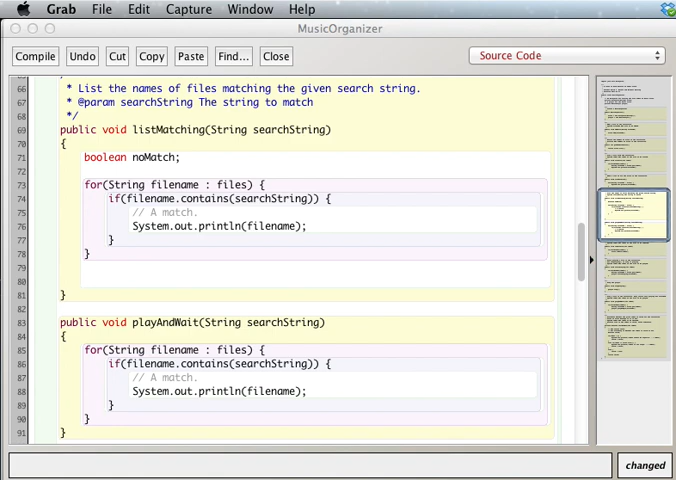 Grab File Edit Capture Window Help
MusicOrganizer
Compile Undo Cut Copy Paste Find... Close Source Code
66 * List the names of files matching the given search string.
67 * @param searchString The string to match
68 */
69 public void listMatching(String searchString)
70 {
71 boolean noMatch;
72
73 for(String filename : files) {
74 if(filename.contains(searchString)) {
75 // A match.
76 System.out.println(filename);
77 }
78 }
79
80
81 }
82
83 public void playAndWait(String searchString)
84 {
85 for(String filename : files) {
86 if(filename.contains(searchString)) {
87 // A match.
88 System.out.println(filename);
89 }
90 }
91 }
changed